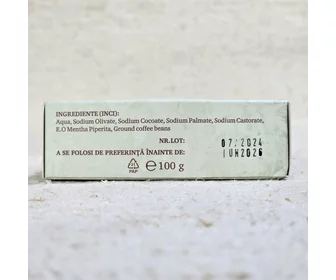 INGREDIENTE (INCI):
Aqua, Sodium Olivate, Sodium Cocoate, Sodium Palmate, Sodium Castorate,
E.O Mentha Piperita, Ground coffee beans
NR.LOT: 07/2024
A SE FOLOSI DE PREFERINȚĂ ÎNAINTE DE: IUN2026
PAP
e 100 g